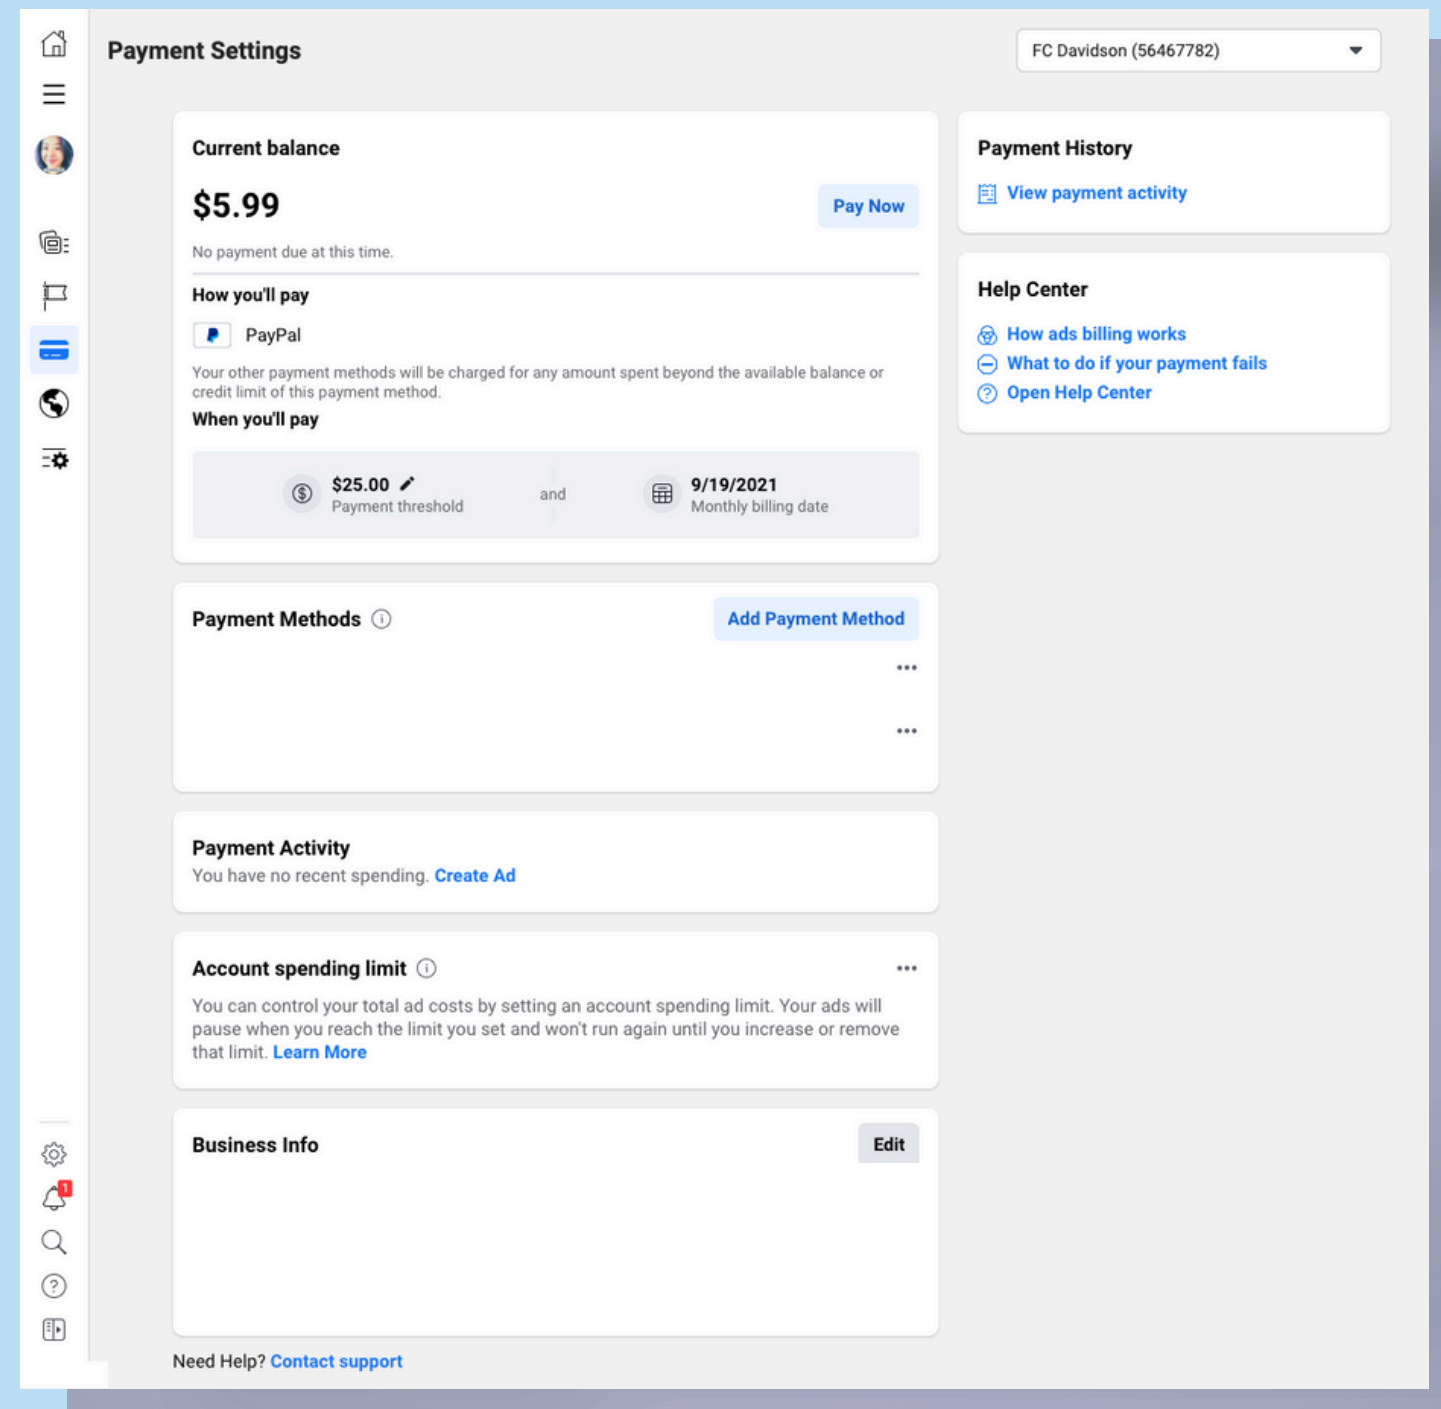 Payment Settings
FC Davidson (56467782)
Current balance
$5.99
Pay Now
No payment due at this time.
How you'll pay
PayPal
Your other payment methods will be charged for any amount spent beyond the available balance or
credit limit of this payment method.
When you'll pay
$25.00
Payment threshold
and
9/19/2021
Monthly billing date
Payment Methods
Add Payment Method
Payment Activity
You have no recent spending. Create Ad
Account spending limit
You can control your total ad costs by setting an account spending limit. Your ads will
pause when you reach the limit you set and won't run again until you increase or remove
that limit. Learn More
Business Info
Edit
Need Help? Contact support
Payment History
View payment activity
Help Center
How ads billing works
What to do if your payment fails
Open Help Center
1